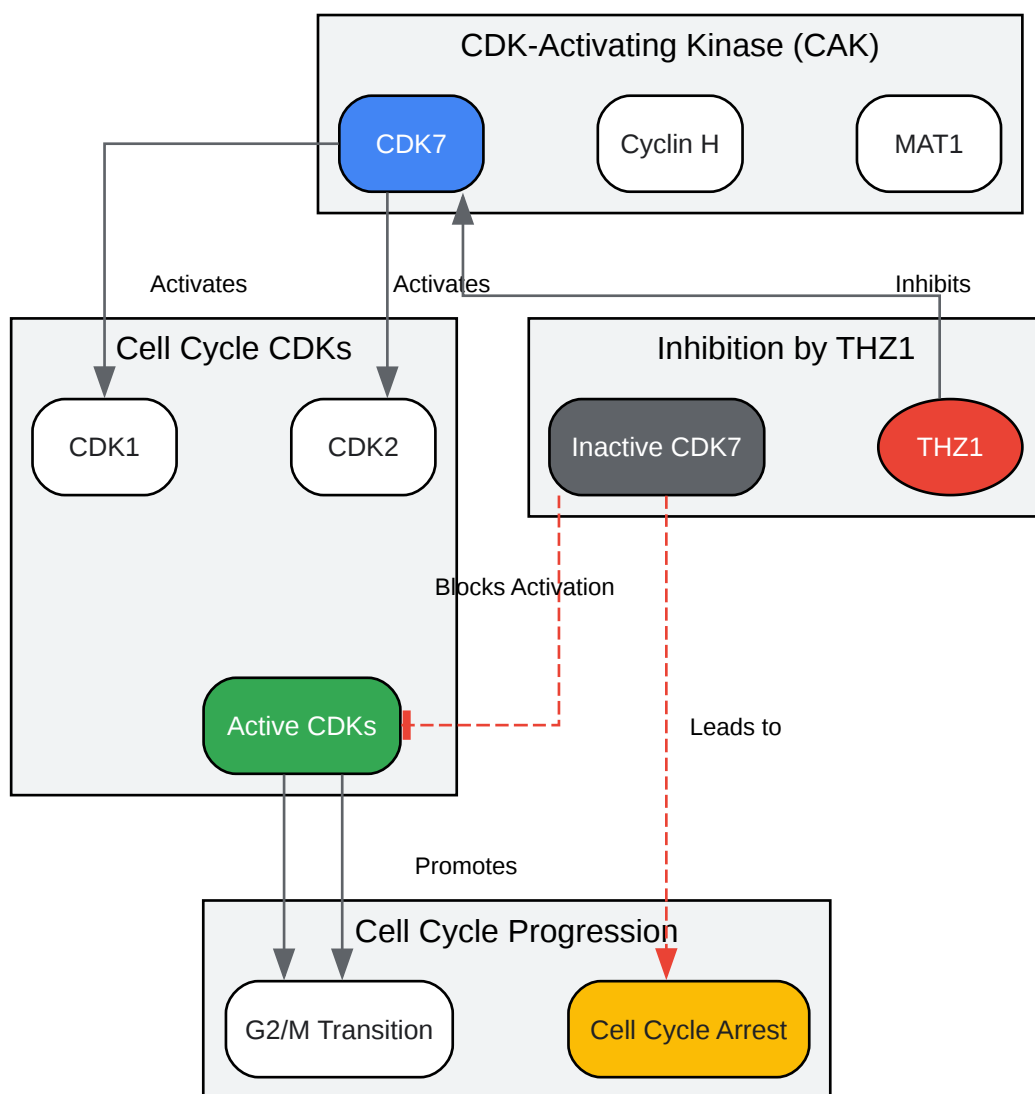 CDK-Activating Kinase (CAK)
CDK7
Cyclin H
MAT1
Activates
Activates
Inhibits
Cell Cycle CDKs
Inhibition by THZ1
CDK1
CDK2
Inactive CDK7
THZ1
Blocks Activation
Active CDKs
Leads to
Promotes
Cell Cycle Progression
G2/M Transition
Cell Cycle Arrest